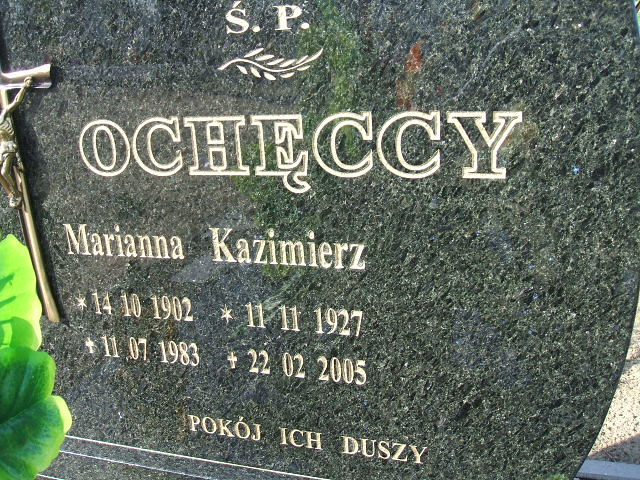 Ś. P.
OCHĘCCY
Marianna Kazimierz
* 14 10 1902 * 11 11 1927
+ 11 07 1983 + 22 02 2005
POKÓJ ICH DUSZY